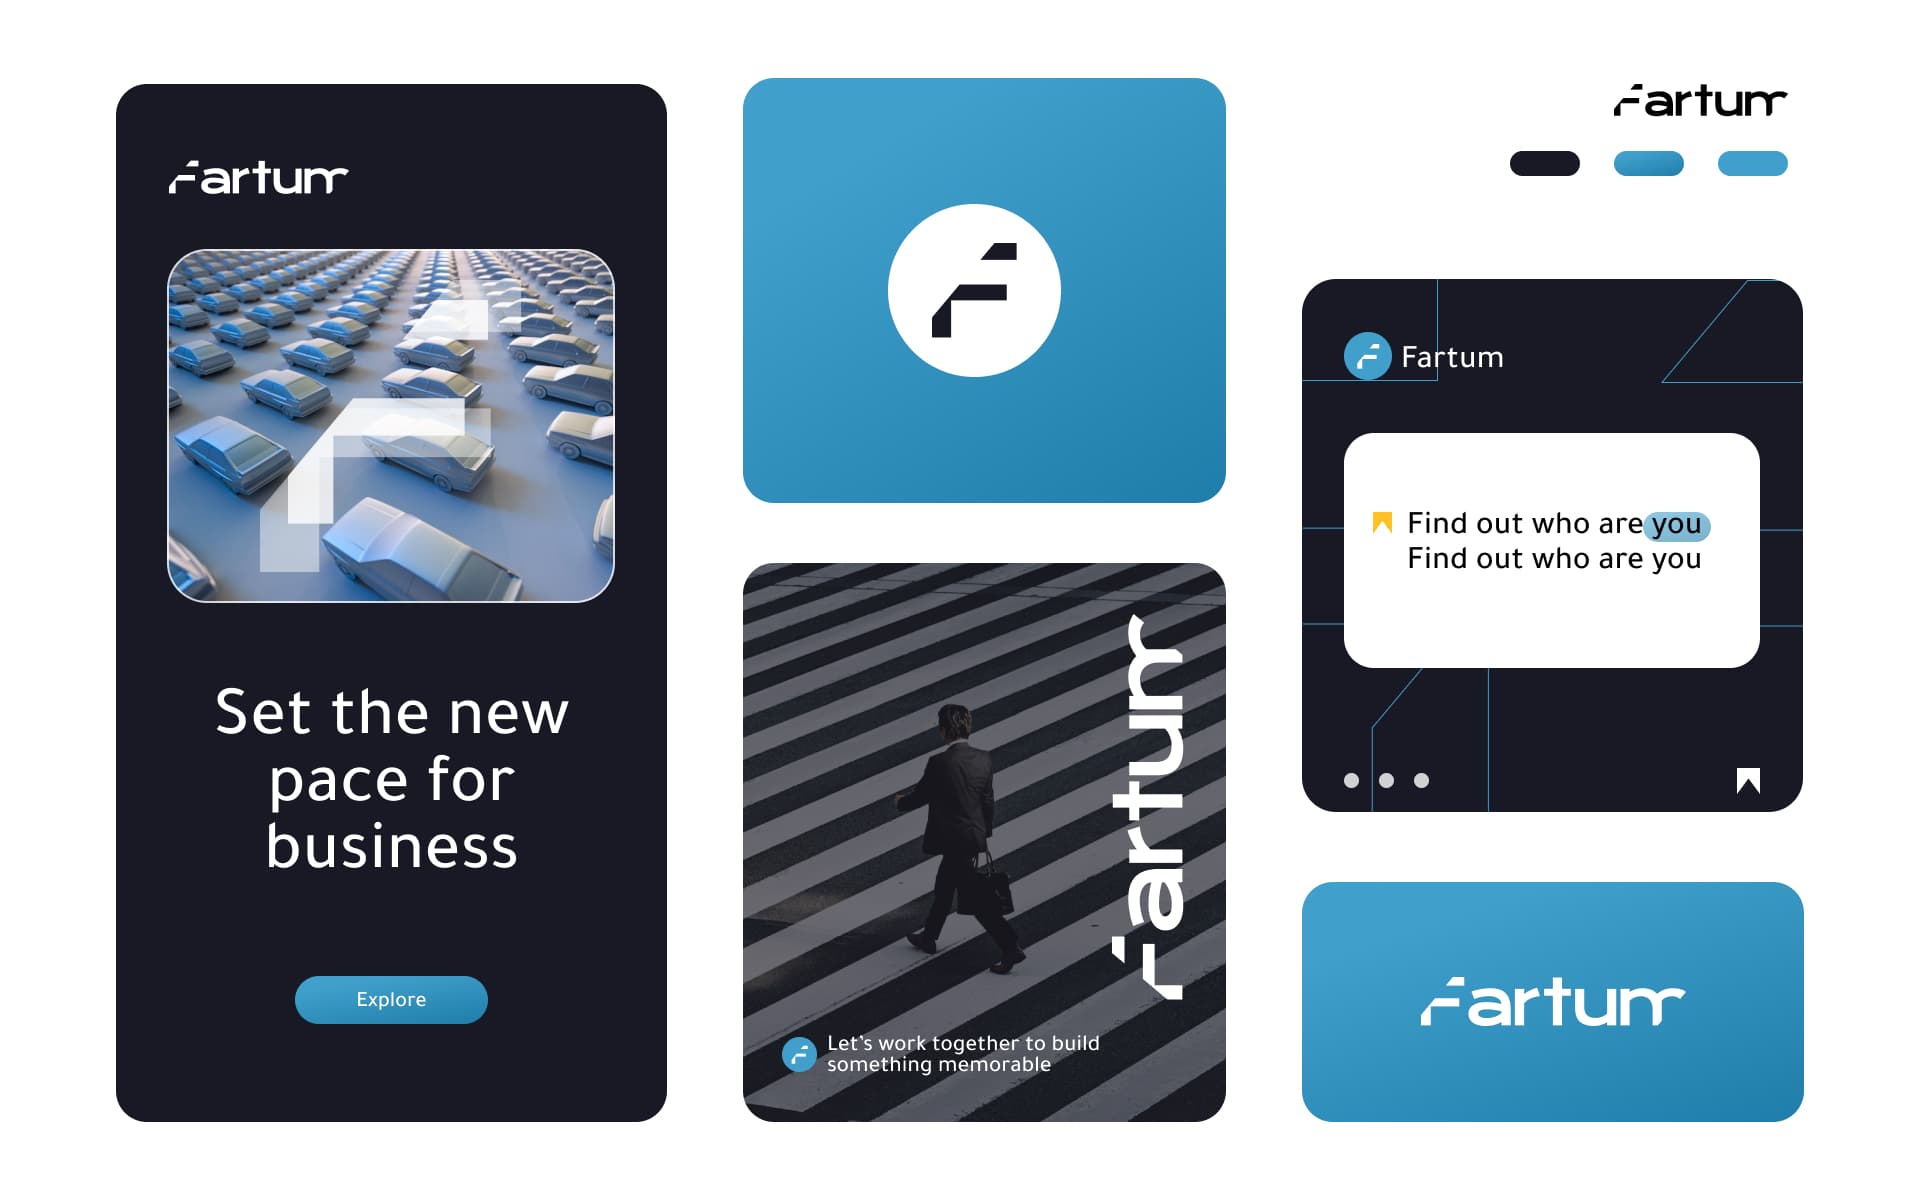 Fartum
Set the new
pace for
business
Explore
F
Fartum
Let's work together to build
something memorable
Fartum
F Fartum
Find out who are you
Find out who are you
Fartum